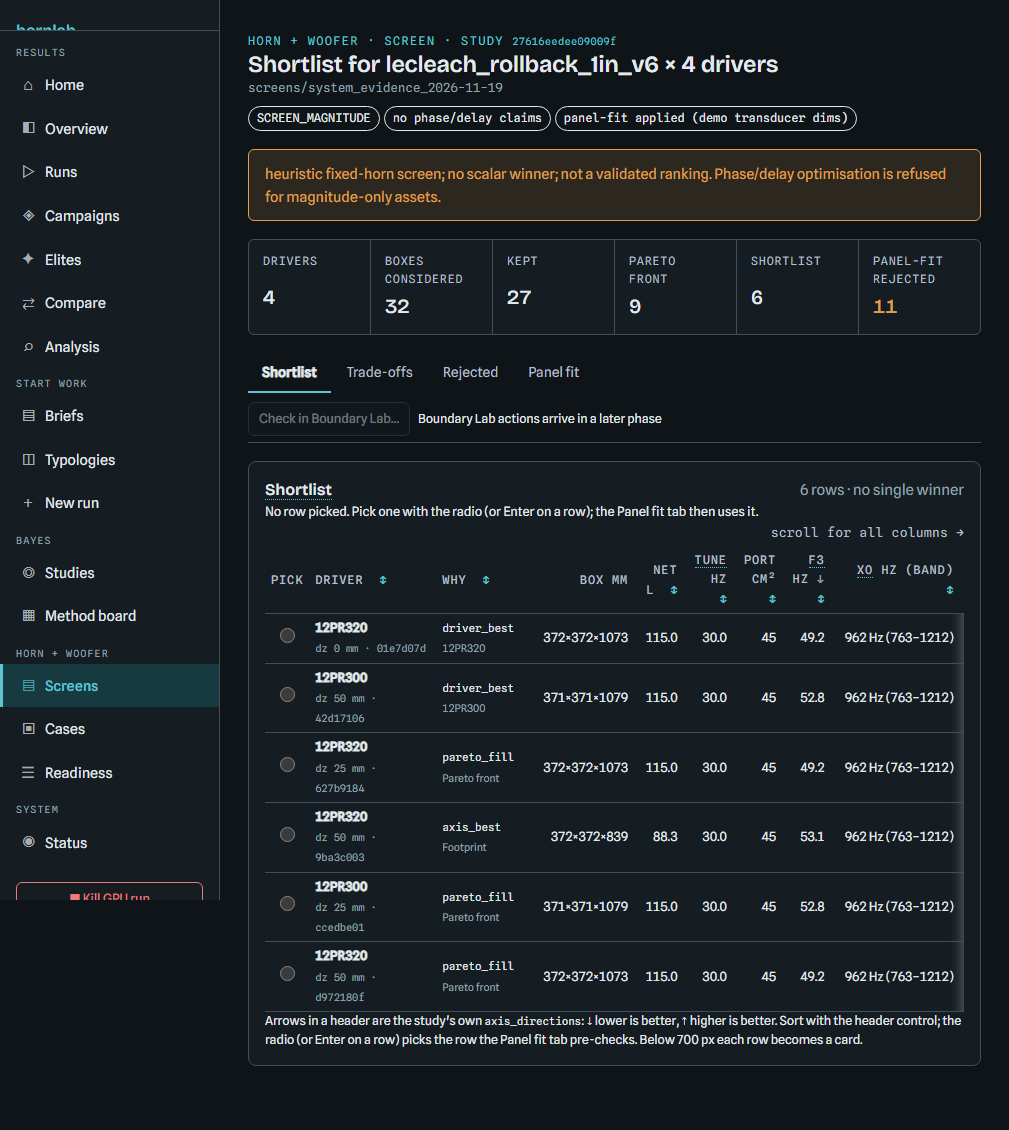 hornlab
RESULTS
Home
Overview
Runs
Campaigns
Elites
Compare
Analysis
START WORK
Briefs
Typologies
New run
BAYES
Studies
Method board
HORN + WOOFER
Screens
Cases
Readiness
SYSTEM
Status
Kill GPU run
HORN + WOOFER · SCREEN · STUDY 27616eedee09009f
Shortlist for lecleach_rollback_1in_v6 × 4 drivers
screens/system_evidence_2026-11-19
SCREEN_MAGNITUDE no phase/delay claims panel-fit applied (demo transducer dims)
heuristic fixed-horn screen; no scalar winner; not a validated ranking. Phase/delay optimisation is refused
for magnitude-only assets.
DRIVERS
4
BOXES
CONSIDERED
32
KEPT
27
PARETO
FRONT
9
SHORTLIST
6
PANEL-FIT
REJECTED
11
Shortlist Trade-offs Rejected Panel fit
Check in Boundary Lab... Boundary Lab actions arrive in a later phase
Shortlist 6 rows · no single winner
No row picked. Pick one with the radio (or Enter on a row); the Panel fit tab then uses it.
scroll for all columns →
PICK DRIVER ⇕ WHY ⇕ BOX MM NET L ⇕ TUNE HZ ⇕ PORT CM² ⇕ F3 HZ ↓ ⇕ XO HZ (BAND) ⇕
12PR320 driver_best 372×372×1073 115.0 30.0 45 49.2 962 Hz (763–1212)
dz 0 mm · 01e7d07d 12PR320
12PR300 driver_best 371×371×1079 115.0 30.0 45 52.8 962 Hz (763–1212)
dz 50 mm · 12PR300
42d17106
12PR320 pareto_fill 372×372×1073 115.0 30.0 45 49.2 962 Hz (763–1212)
dz 25 mm · Pareto front
627b9184
12PR320 axis_best 372×372×839 88.3 30.0 45 53.1 962 Hz (763–1212)
dz 50 mm · Footprint
9ba3c003
12PR300 pareto_fill 371×371×1079 115.0 30.0 45 52.8 962 Hz (763–1212)
dz 25 mm · Pareto front
ccedbe01
12PR320 pareto_fill 372×372×1073 115.0 30.0 45 49.2 962 Hz (763–1212)
dz 50 mm · Pareto front
d972180f
Arrows in a header are the study's own axis_directions: ↓ lower is better, ↑ higher is better. Sort with the header control; the
radio (or Enter on a row) picks the row the Panel fit tab pre-checks. Below 700 px each row becomes a card.